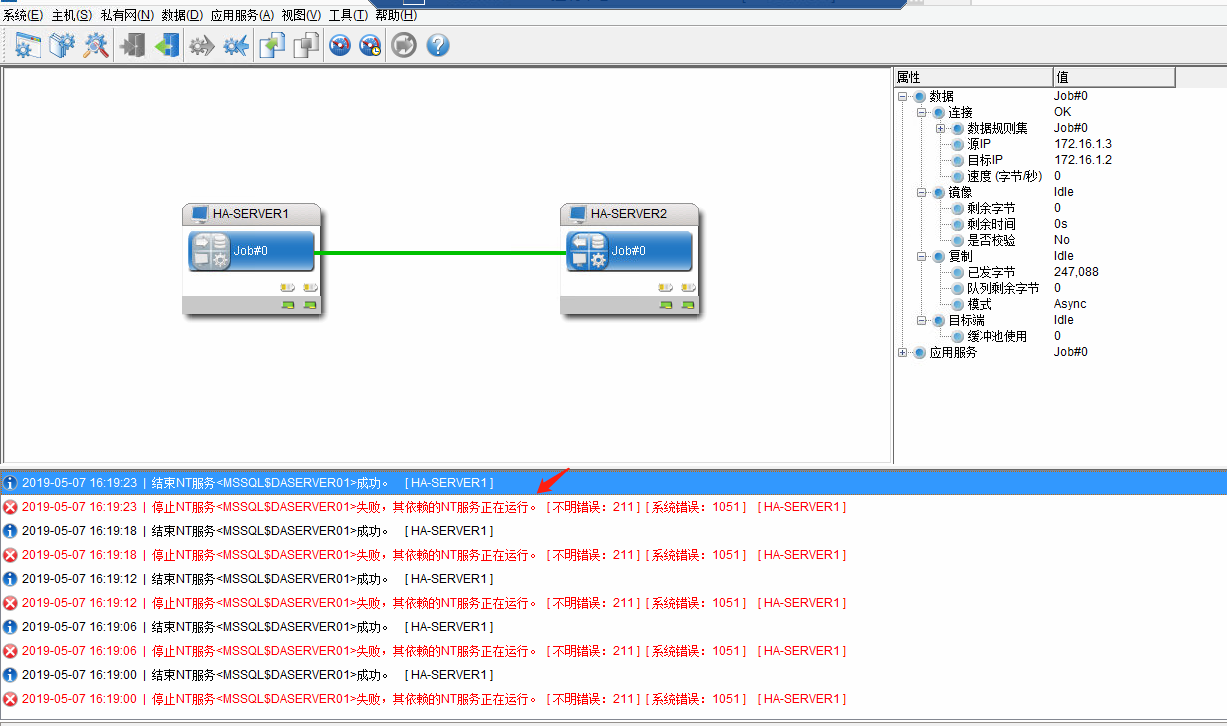 系统(E) 主机(S) 私有网(N) 数据(D) 应用服务(A) 视图(V) 工具(T) 帮助(H)
HA-SERVER1
Job#0
HA-SERVER2
Job#0
属性 值
数据 Job#0
连接 OK
数据规则集 Job#0
源IP 172.16.1.3
目标IP 172.16.1.2
速度 (字节/秒) 0
镜像 Idle
剩余字节 0
剩余时间 0s
是否校验 No
复制 Idle
已发字节 247,088
队列剩余字节 0
模式 Async
目标端 Idle
缓冲池使用 0
应用服务 Job#0
2019-05-07 16:19:23 | 结束NT服务<MSSQL$DASERVER01>成功。 [HA-SERVER1]
2019-05-07 16:19:23 | 停止NT服务<MSSQL$DASERVER01>失败，其依赖的NT服务正在运行。[不明错误：211][系统错误：1051] [HA-SERVER1]
2019-05-07 16:19:18 | 结束NT服务<MSSQL$DASERVER01>成功。 [HA-SERVER1]
2019-05-07 16:19:18 | 停止NT服务<MSSQL$DASERVER01>失败，其依赖的NT服务正在运行。[不明错误：211][系统错误：1051] [HA-SERVER1]
2019-05-07 16:19:12 | 结束NT服务<MSSQL$DASERVER01>成功。 [HA-SERVER1]
2019-05-07 16:19:12 | 停止NT服务<MSSQL$DASERVER01>失败，其依赖的NT服务正在运行。[不明错误：211][系统错误：1051] [HA-SERVER1]
2019-05-07 16:19:06 | 结束NT服务<MSSQL$DASERVER01>成功。 [HA-SERVER1]
2019-05-07 16:19:06 | 停止NT服务<MSSQL$DASERVER01>失败，其依赖的NT服务正在运行。[不明错误：211][系统错误：1051] [HA-SERVER1]
2019-05-07 16:19:00 | 结束NT服务<MSSQL$DASERVER01>成功。 [HA-SERVER1]
2019-05-07 16:19:00 | 停止NT服务<MSSQL$DASERVER01>失败，其依赖的NT服务正在运行。[不明错误：211][系统错误：1051] [HA-SERVER1]